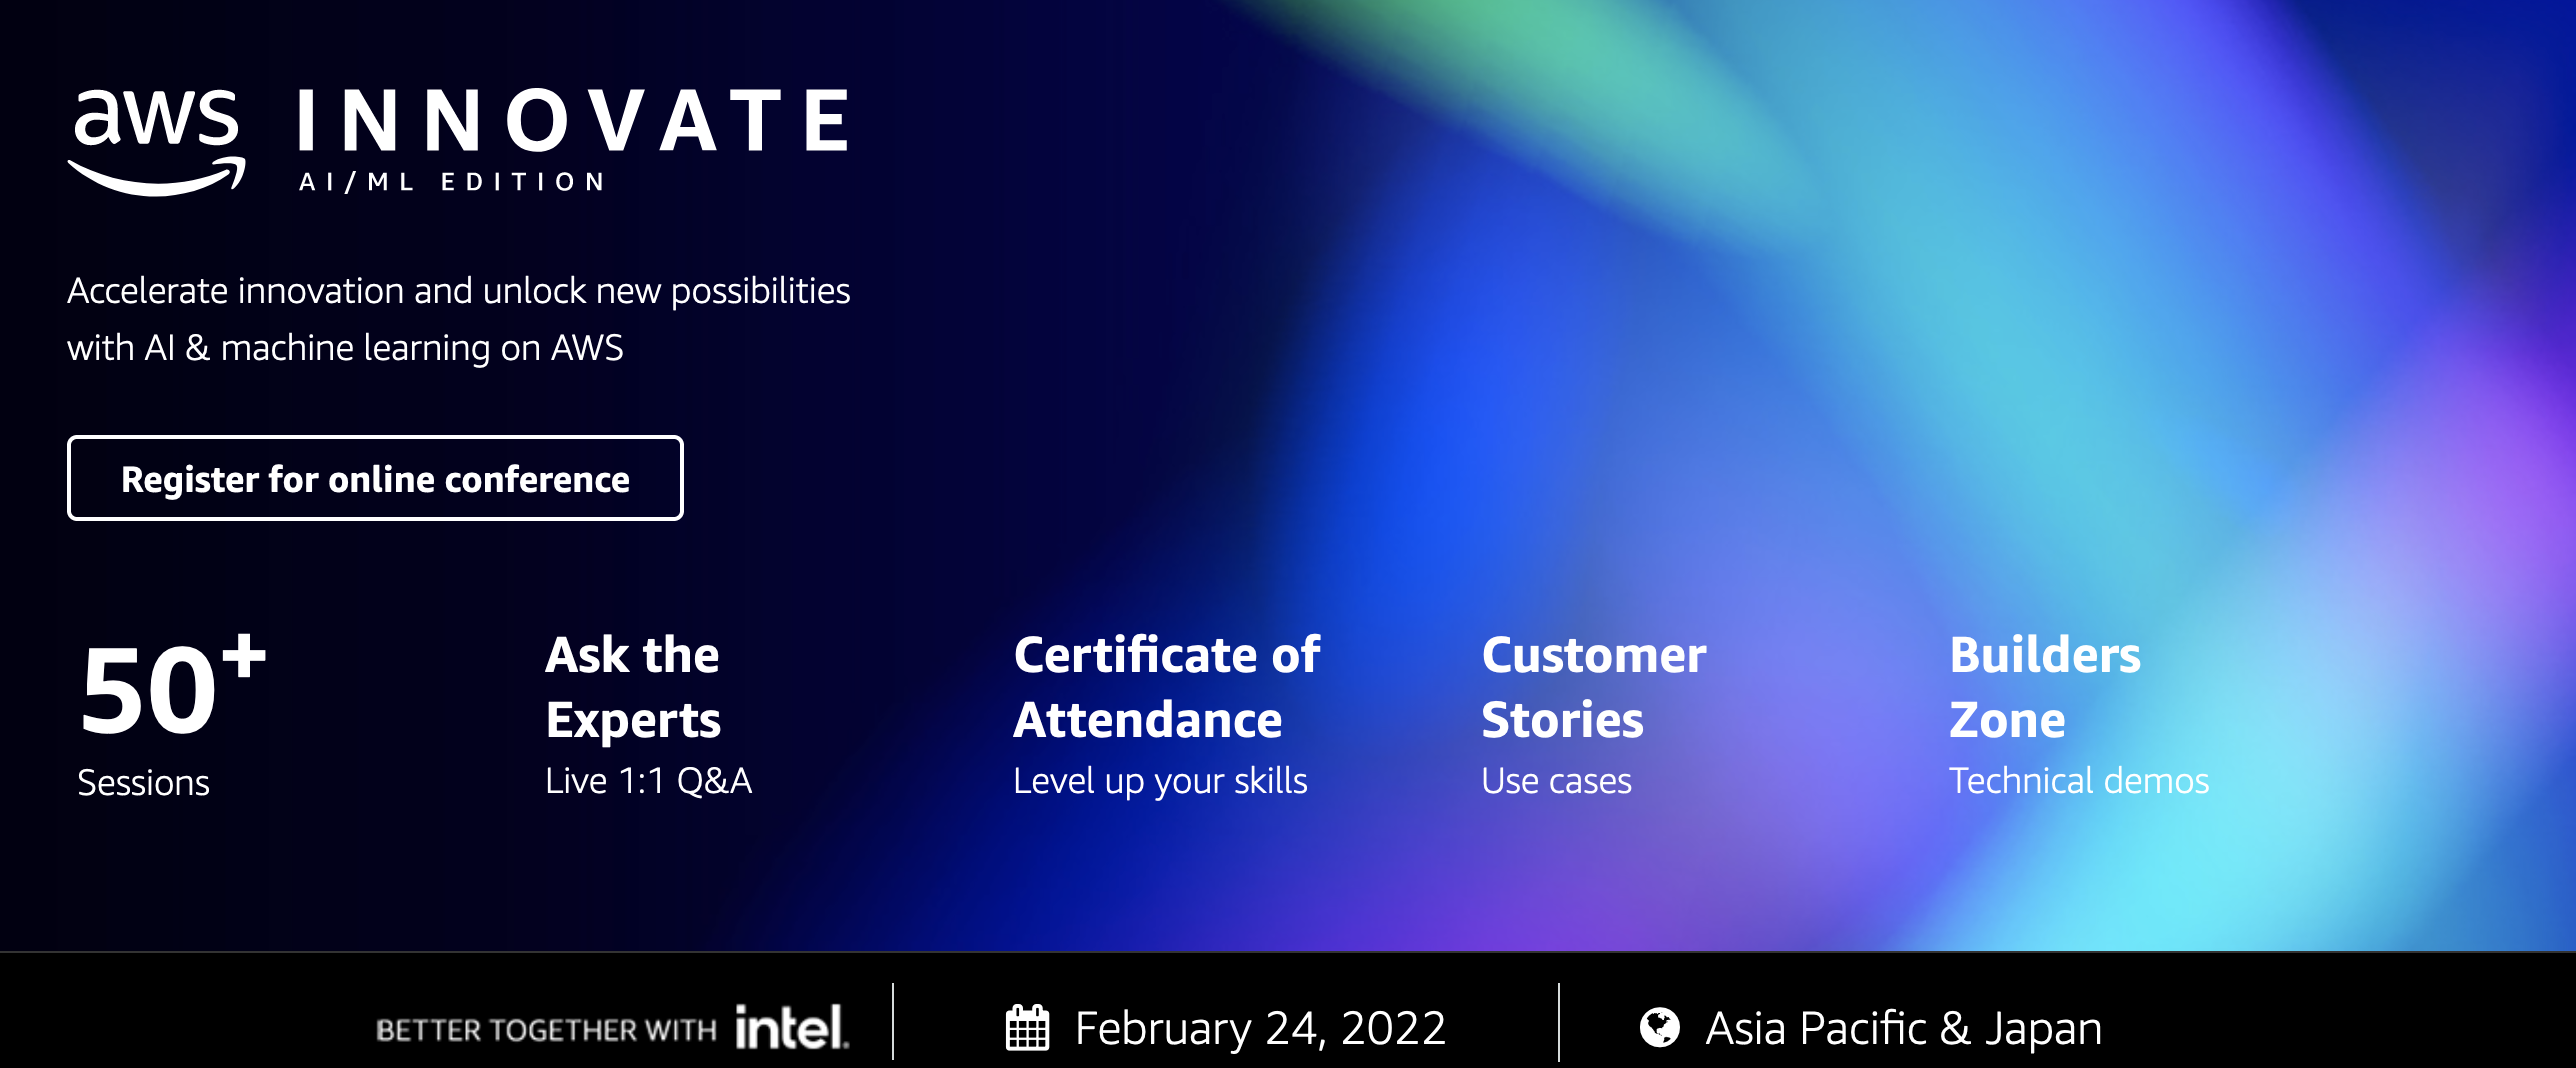 aws INNOVATE
AI/ML EDITION
Accelerate innovation and unlock new possibilities
with AI & machine learning on AWS
Register for online conference
50+
Sessions
Ask the
Experts
Live 1:1 Q&A
Certificate of
Attendance
Level up your skills
Customer
Stories
Use cases
Builders
Zone
Technical demos
BETTER TOGETHER WITH intel.
February 24, 2022
Asia Pacific & Japan